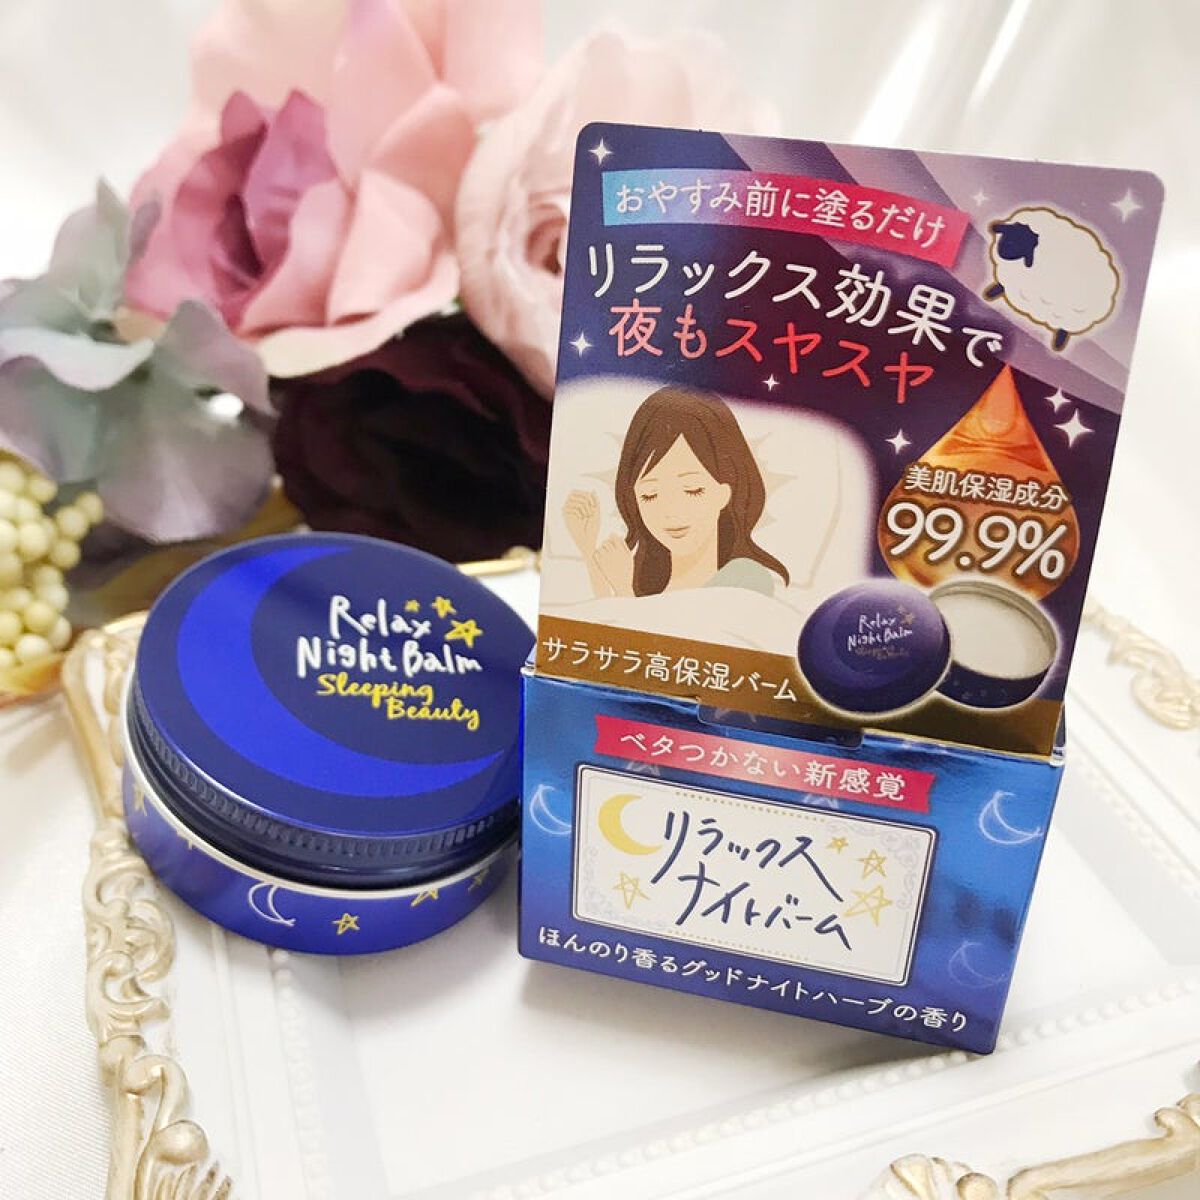 Relax
Night Balm
Sleeping
Beauty
おやすみ前に塗るだけ
リラックス効果で
夜もスヤスヤ
美肌保湿成分
99.9%
Relax
Night Balm
Sleeping Beauty
サラサラ高保湿バーム
ベタつかない新感覚
リラックス
ナイトバーム
ほんのり香るグッドナイトハーブの香り